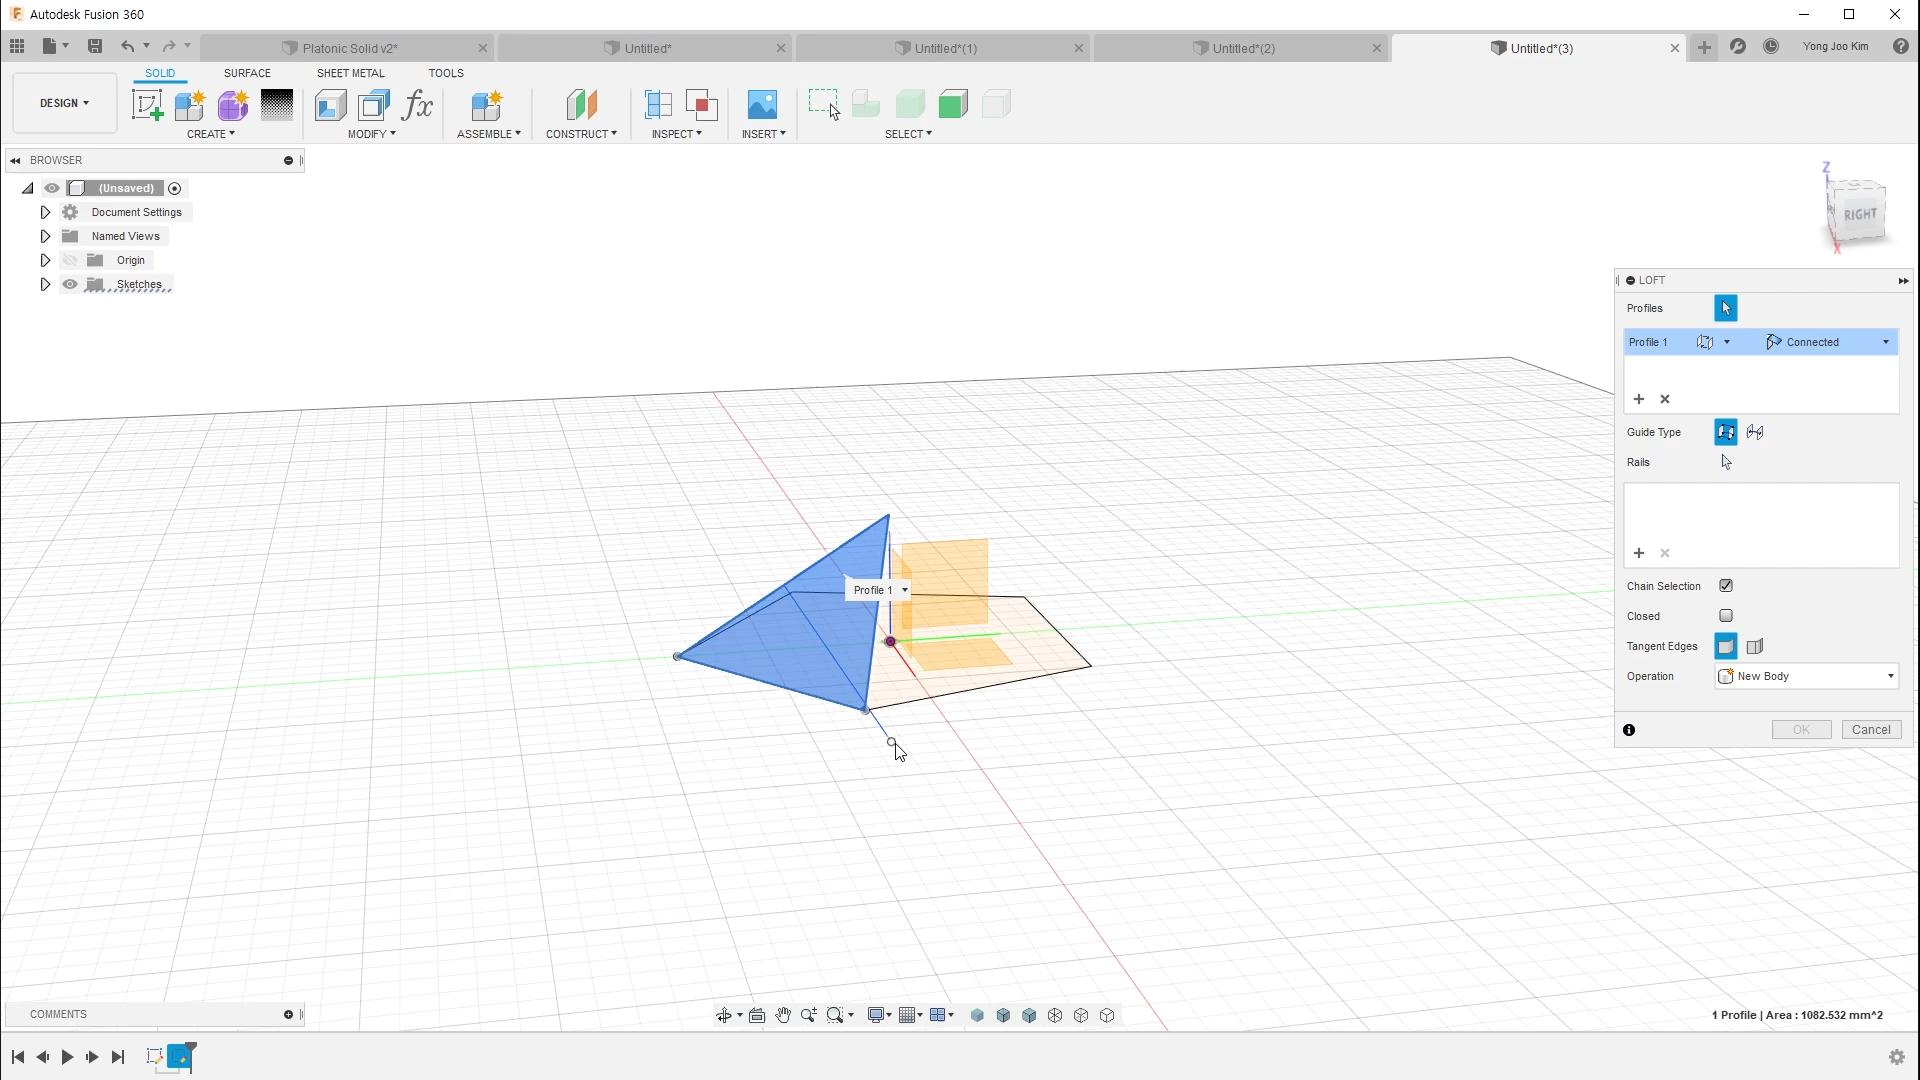 Autodesk Fusion 360
Platonic Solid v2*
Untitled*
Untitled*(1)
Untitled*(2)
Untitled*(3)
Yong Joo Kim
DESIGN
SOLID
SURFACE
SHEET METAL
TOOLS
CREATE
MODIFY
ASSEMBLE
CONSTRUCT
INSPECT
INSERT
SELECT
BROWSER
(Unsaved)
Document Settings
Named Views
Origin
Sketches
Z
RIGHT
X
LOFT
Profiles
Profile 1 Connected
Guide Type
Rails
Chain Selection
Closed
Tangent Edges
Operation New Body
OK Cancel
Profile 1
COMMENTS
1 Profile | Area : 1082.532 mm^2